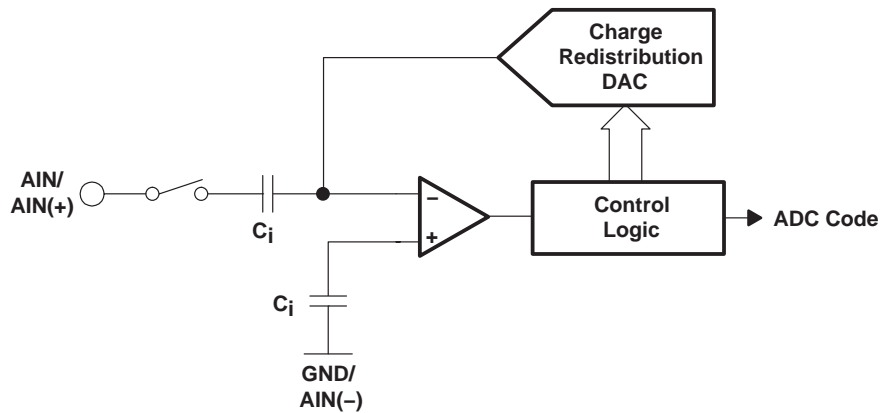 Charge
Redistribution
DAC
AIN/
AIN(+)
Ci
−
+
Control
Logic
ADC Code
Ci
GND/
AIN(−)